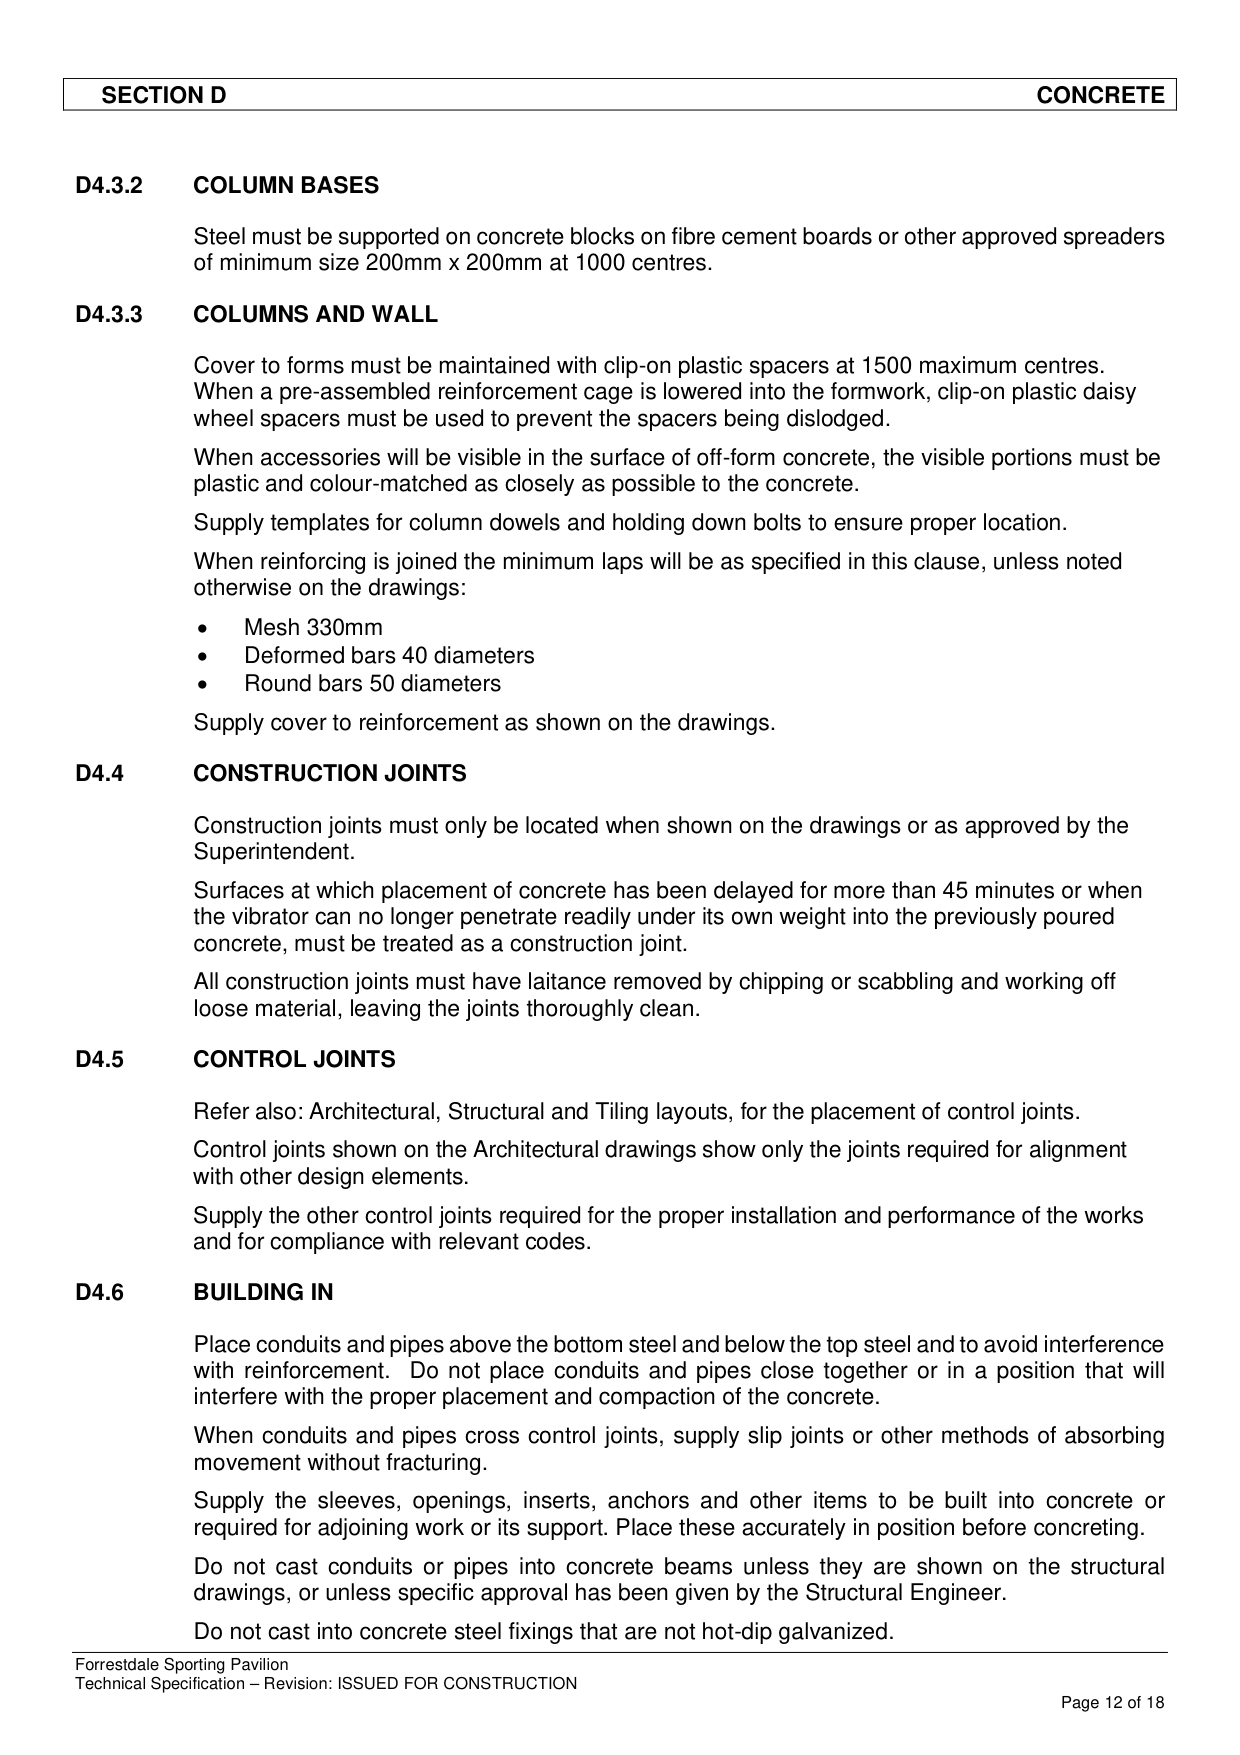 SECTION D CONCRETE
D4.3.2 COLUMN BASES
Steel must be supported on concrete blocks on fibre cement boards or other approved spreaders
of minimum size 200mm x 200mm at 1000 centres.
D4.3.3 COLUMNS AND WALL
Cover to forms must be maintained with clip-on plastic spacers at 1500 maximum centres.
When a pre-assembled reinforcement cage is lowered into the formwork, clip-on plastic daisy
wheel spacers must be used to prevent the spacers being dislodged.
When accessories will be visible in the surface of off-form concrete, the visible portions must be
plastic and colour-matched as closely as possible to the concrete.
Supply templates for column dowels and holding down bolts to ensure proper location.
When reinforcing is joined the minimum laps will be as specified in this clause, unless noted
otherwise on the drawings:
• Mesh 330mm
• Deformed bars 40 diameters
• Round bars 50 diameters
Supply cover to reinforcement as shown on the drawings.
D4.4 CONSTRUCTION JOINTS
Construction joints must only be located when shown on the drawings or as approved by the
Superintendent.
Surfaces at which placement of concrete has been delayed for more than 45 minutes or when
the vibrator can no longer penetrate readily under its own weight into the previously poured
concrete, must be treated as a construction joint.
All construction joints must have laitance removed by chipping or scabbling and working off
loose material, leaving the joints thoroughly clean.
D4.5 CONTROL JOINTS
Refer also: Architectural, Structural and Tiling layouts, for the placement of control joints.
Control joints shown on the Architectural drawings show only the joints required for alignment
with other design elements.
Supply the other control joints required for the proper installation and performance of the works
and for compliance with relevant codes.
D4.6 BUILDING IN
Place conduits and pipes above the bottom steel and below the top steel and to avoid interference
with reinforcement. Do not place conduits and pipes close together or in a position that will
interfere with the proper placement and compaction of the concrete.
When conduits and pipes cross control joints, supply slip joints or other methods of absorbing
movement without fracturing.
Supply the sleeves, openings, inserts, anchors and other items to be built into concrete or
required for adjoining work or its support. Place these accurately in position before concreting.
Do not cast conduits or pipes into concrete beams unless they are shown on the structural
drawings, or unless specific approval has been given by the Structural Engineer.
Do not cast into concrete steel fixings that are not hot-dip galvanized.
Forrestdale Sporting Pavilion
Technical Specification – Revision: ISSUED FOR CONSTRUCTION
Page 12 of 18